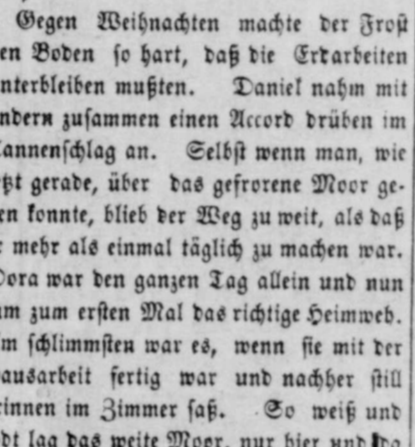 Gegen Weihnachten machte der Frost
en Boden so hart, daß die Erdarbeiten
nterbleiben mußten. Daniel nahm mit
ndern zusammen einen Accord drüben im
annenschlag an. Selbst wenn man, wie
tzt gerade, über das gefrorene Moor ge-
en konnte, blieb der Weg zu weit, als daß
r mehr als einmal täglich zu machen war.
Dora war den ganzen Tag allein und nun
am zum ersten Mal das richtige Heimweh.
m schlimmsten war es, wenn sie mit der
ausarbeit fertig war und nachher still
rinnen im Zimmer saß. So weiß und
dt lag das weite Moor, nur hier und da